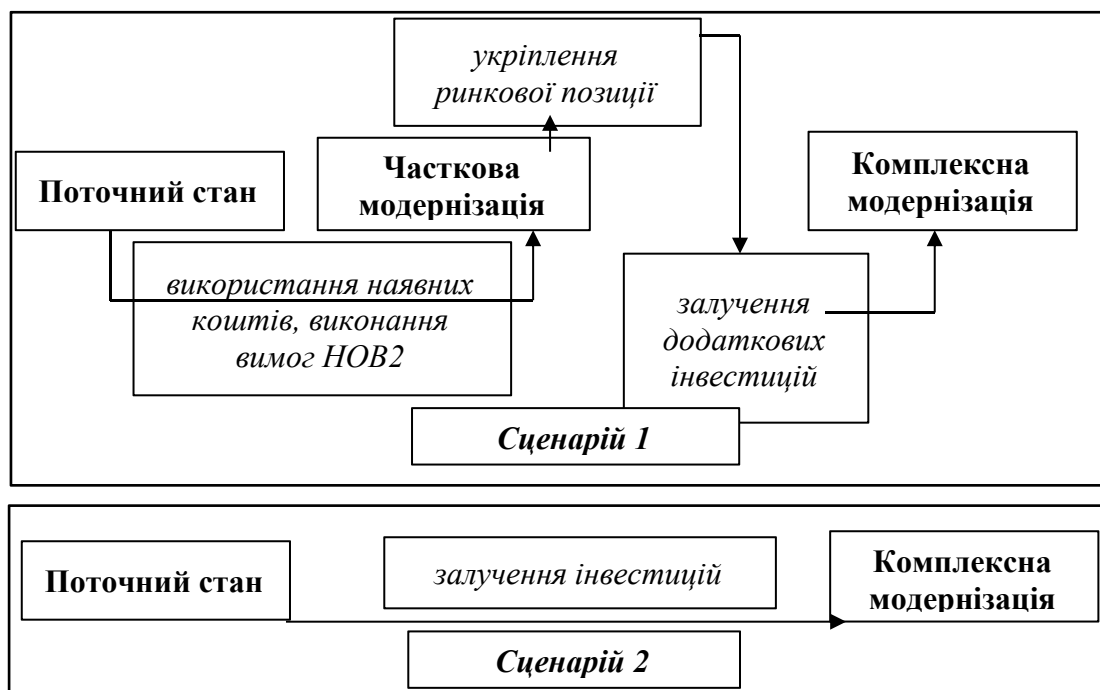 укріплення
ринкової позиції
Поточний стан
Часткова
модернізація
Комплексна
модернізація
використання наявних
коштів, виконання
вимог НОВ2
залучення
додаткових
інвестицій
Сценарій 1
Поточний стан
залучення інвестицій
Комплексна
модернізація
Сценарій 2